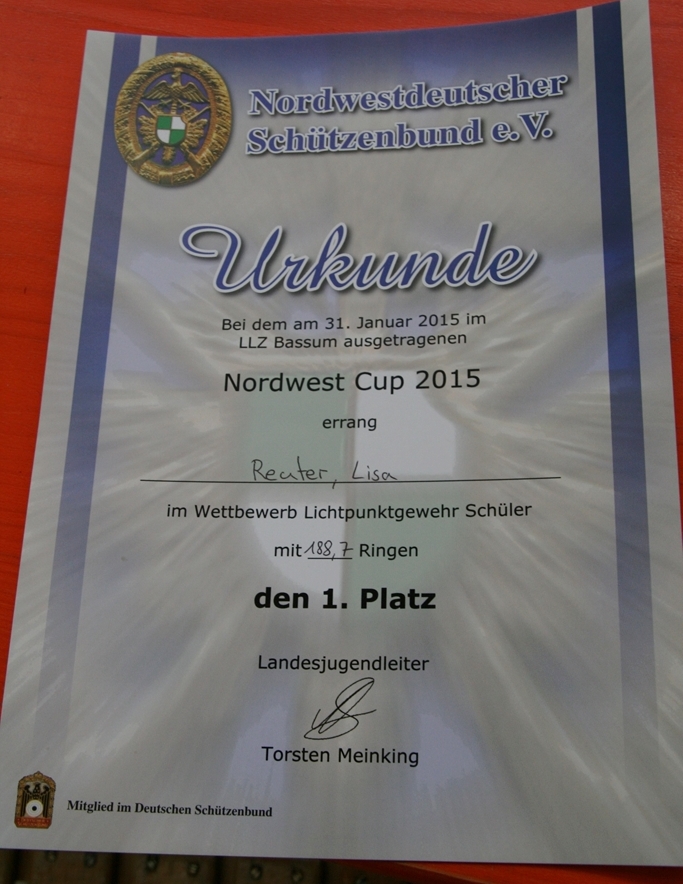 Nordwestdeutscher
Schützenbund e.V.
Urkunde
Bei dem am 31. Januar 2015 im
LLZ Bassum ausgetragenen
Nordwest Cup 2015
errang
Reuter, Lisa
im Wettbewerb Lichtpunktgewehr Schüler
mit 188,7 Ringen
den 1. Platz
Landesjugendleiter
Torsten Meinking
Mitglied im Deutschen Schützenbund